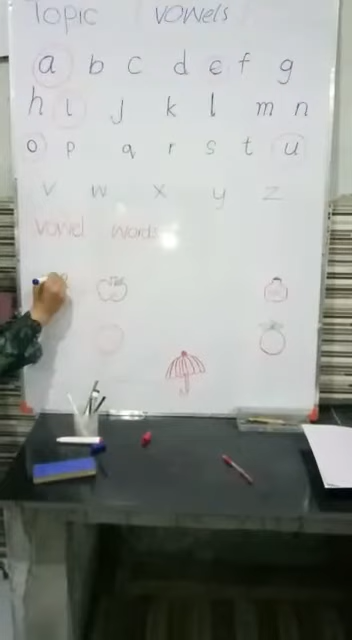 Topic Vowels
a b c d e f g
h i J k l m n
o p q r s t u
v w x y z
Vowel words